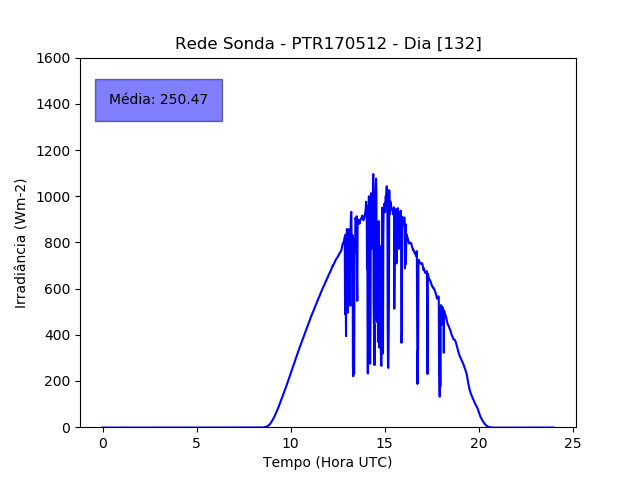 Rede Sonda - PTR170512 - Dia [132]
1600
Média: 250.47
1400
1200
1000
800
600
400
200
0
Irradiância (Wm-2)
0 5 10 15 20 25
Tempo (Hora UTC)